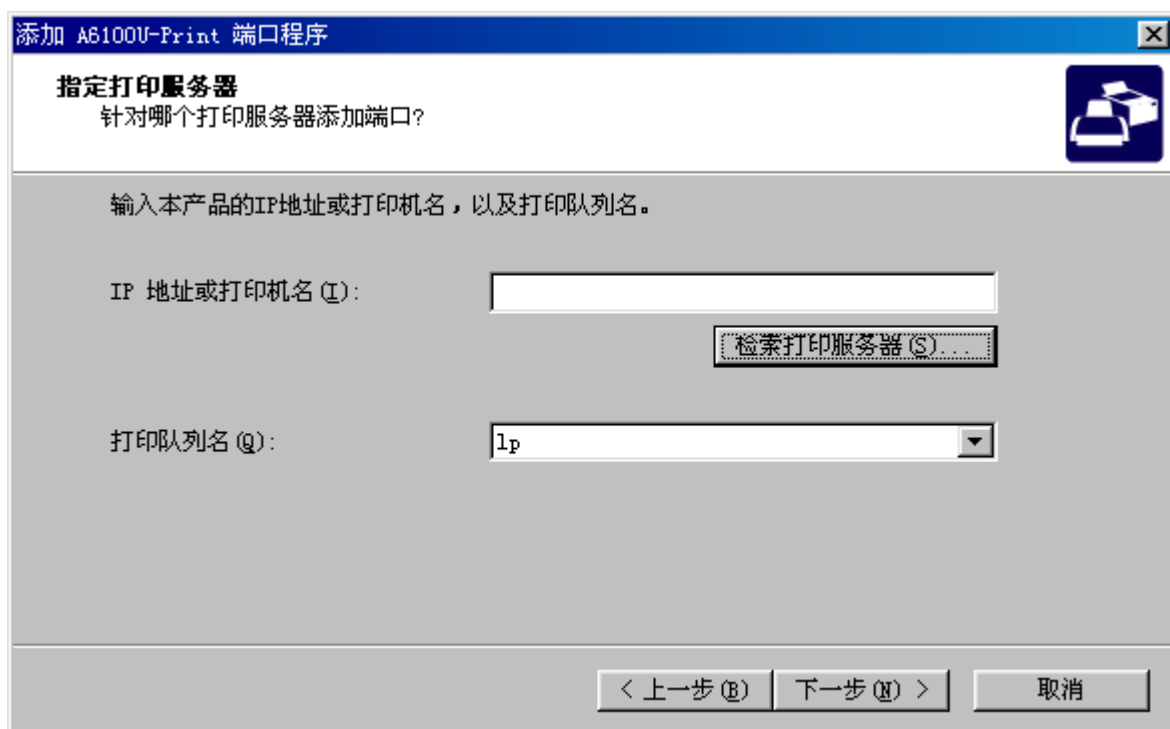 添加 A6100U-Print 端口程序
指定打印服务器
针对哪个打印服务器添加端口?
输入本产品的IP地址或打印机名，以及打印队列名。
IP 地址或打印机名(I):
检索打印服务器(S)...
打印队列名(Q):
lp
< 上一步(B)
下一步(N) >
取消